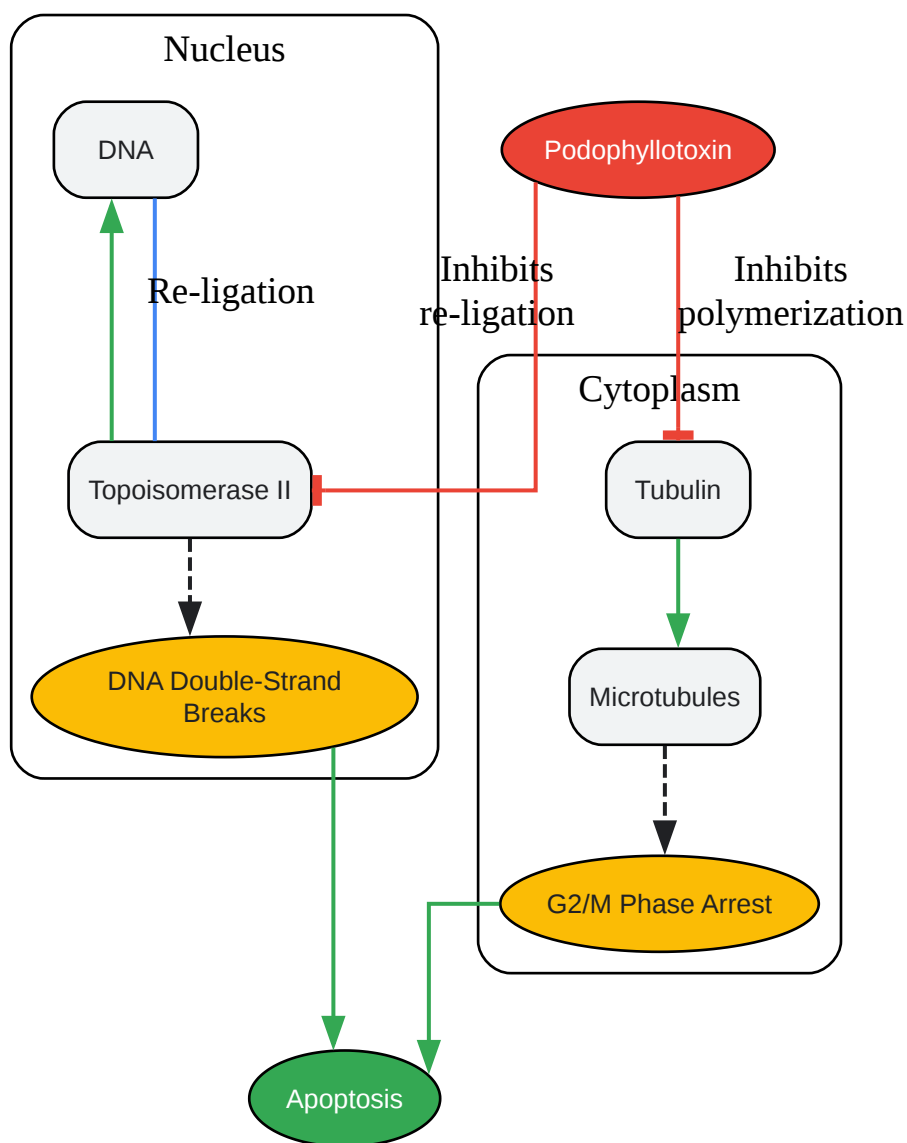 Nucleus
DNA
Podophyllotoxin
Re-ligation
Inhibits
re-ligation
Inhibits
polymerization
Cytoplasm
Topoisomerase II
Tubulin
DNA Double-Strand
Breaks
Microtubules
G2/M Phase Arrest
Apoptosis